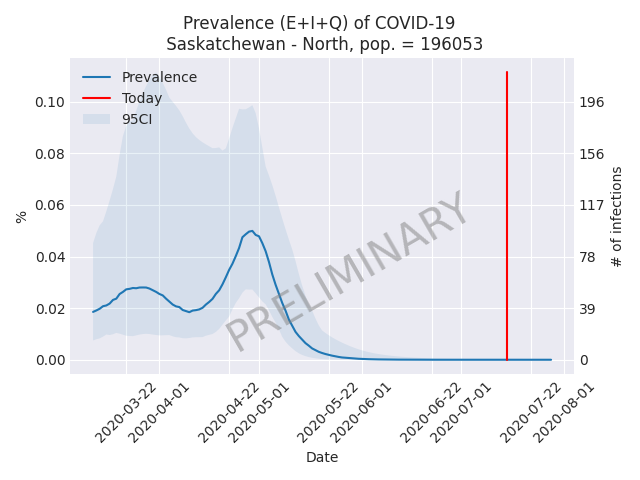 Prevalence (E+I+Q) of COVID-19
Saskatchewan - North, pop. = 196053
Prevalence
Today
95CI
0.10
0.08
0.06
0.04
0.02
0.00
%
196
156
117
78
39
0
# of infections
PRELIMINARY
2020-03-22
2020-04-01
2020-04-22
2020-05-01
2020-05-22
2020-06-01
2020-06-22
2020-07-01
2020-07-22
2020-08-01
Date